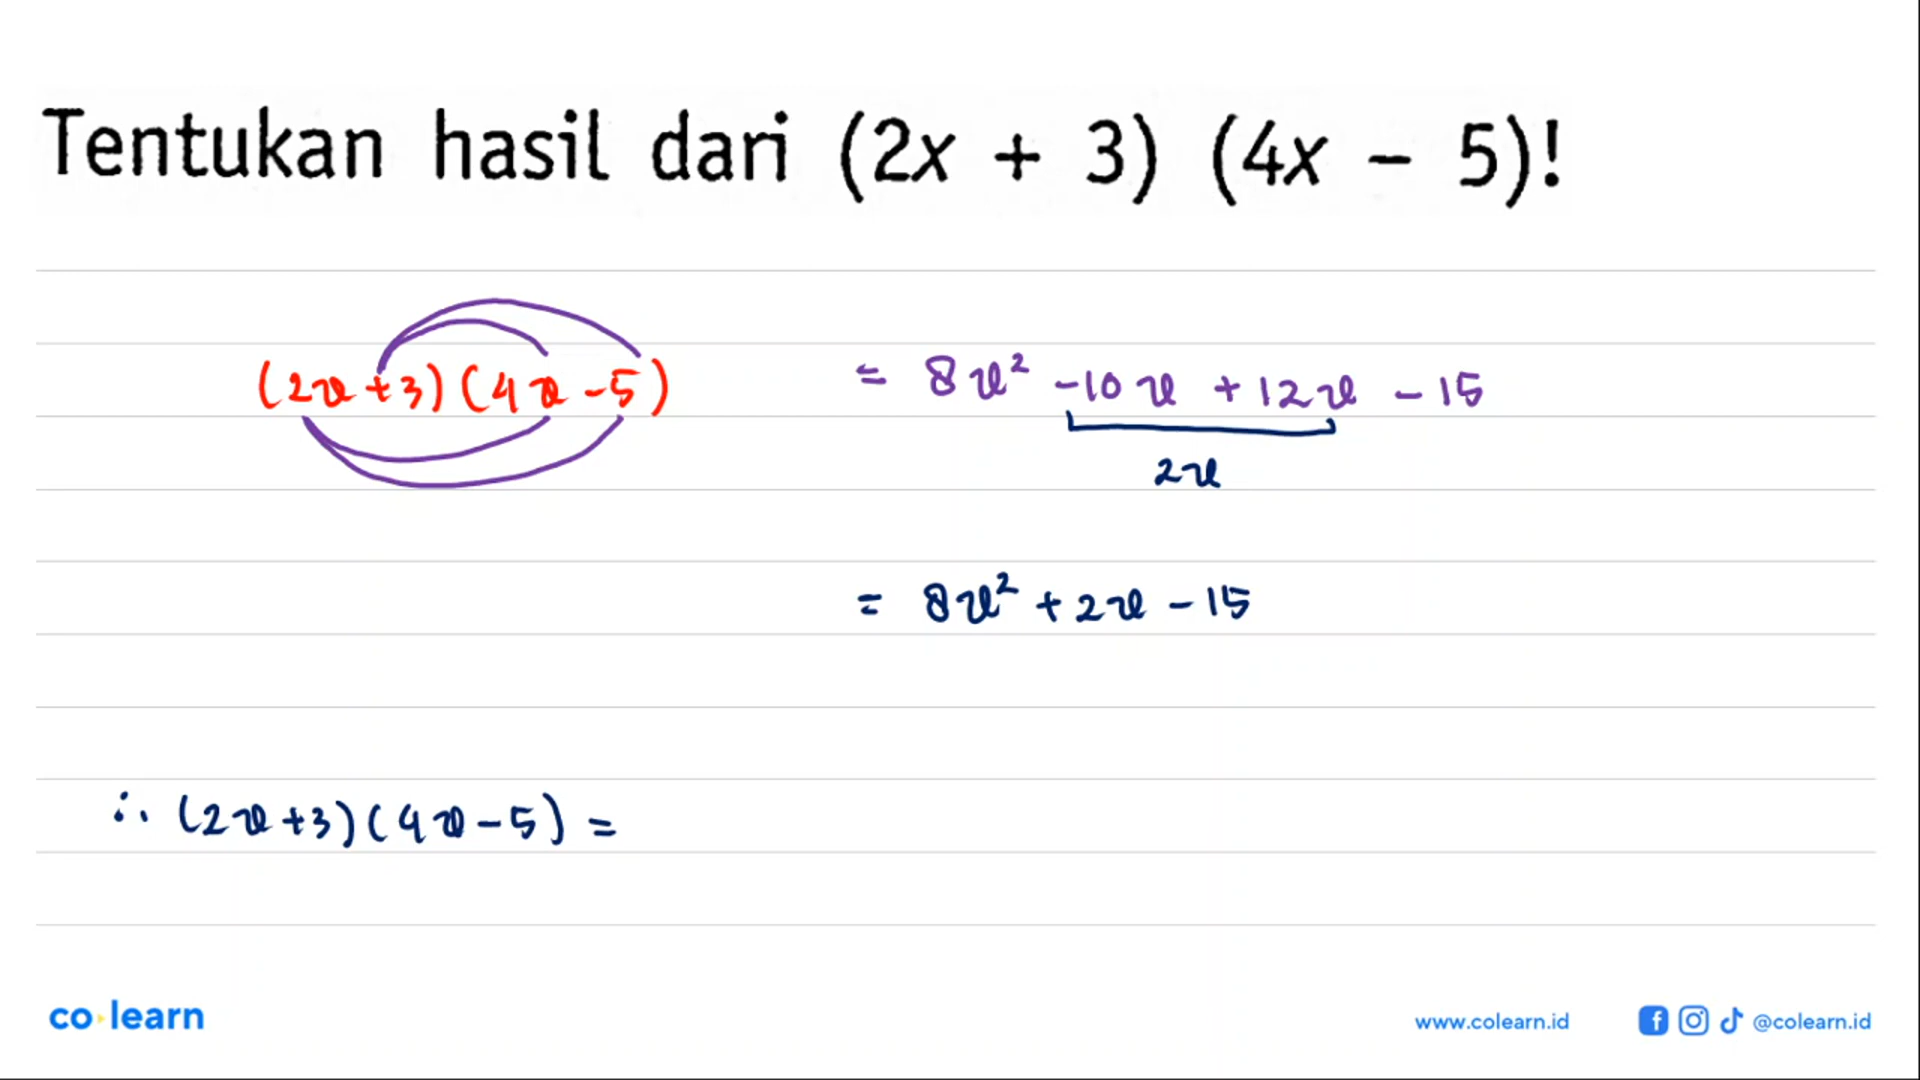 Tentukan hasil dari (2x + 3) (4x - 5)!
(2x+3)(4x-5) = 8x² -10x +12x -15
2x
= 8x² +2x -15
∴ (2x+3)(4x-5) =
co learn
www.colearn.id @colearn.id